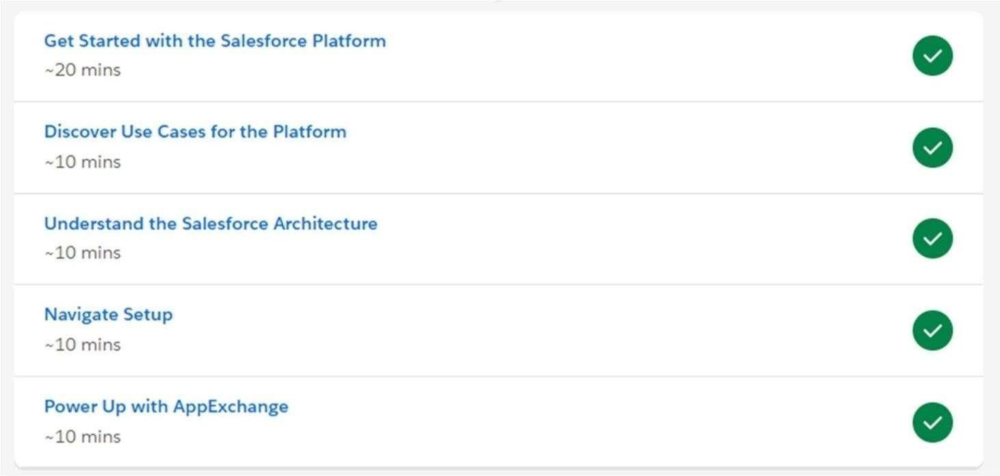 Get Started with the Salesforce Platform
~20 mins
Discover Use Cases for the Platform
~10 mins
Understand the Salesforce Architecture
~10 mins
Navigate Setup
~10 mins
Power Up with AppExchange
~10 mins